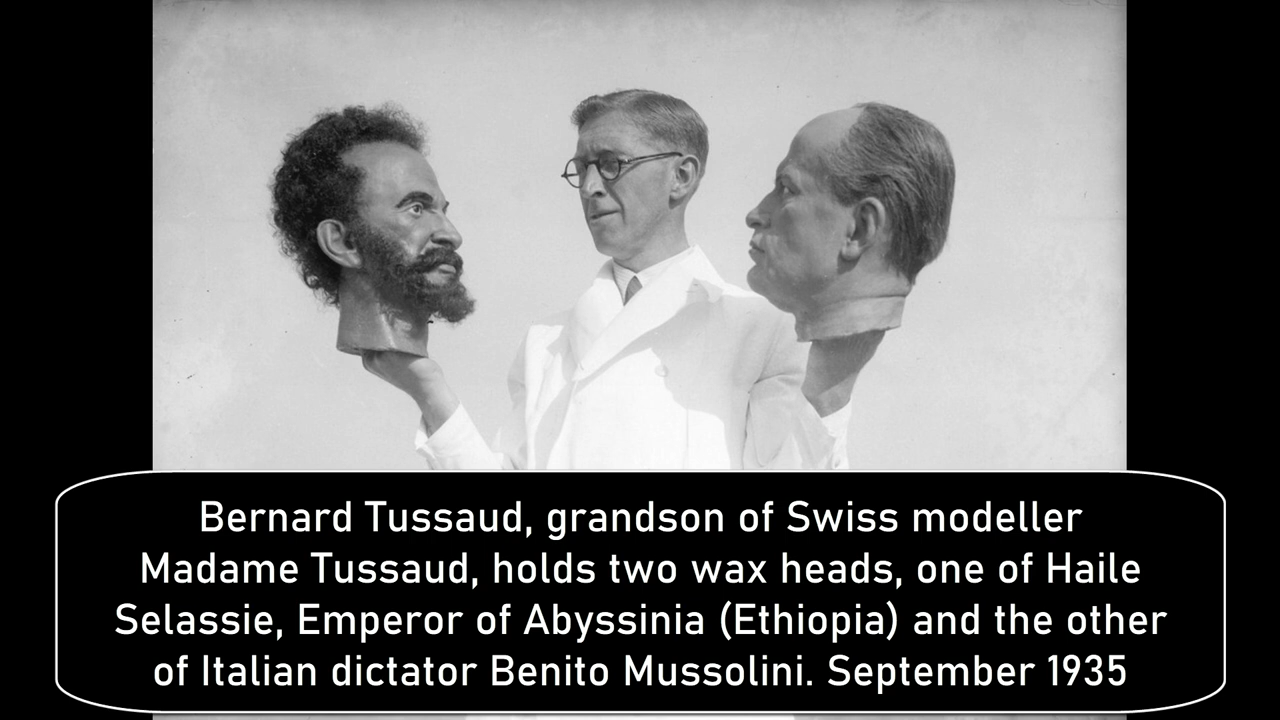 Bernard Tussaud, grandson of Swiss modeller
Madame Tussaud, holds two wax heads, one of Haile
Selassie, Emperor of Abyssinia (Ethiopia) and the other
of Italian dictator Benito Mussolini. September 1935